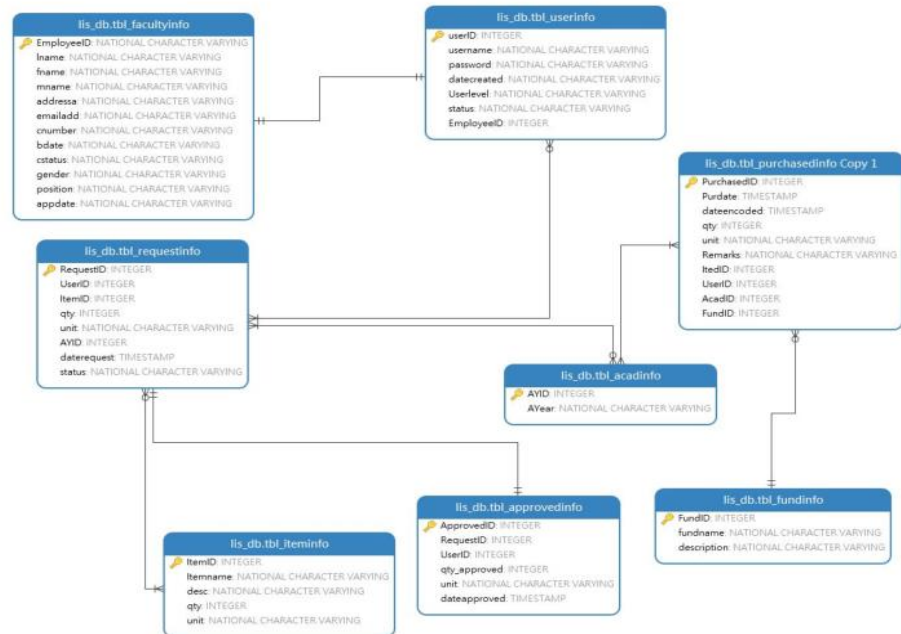 lis_db.tbl_facultyinfo
EmployeeID: NATIONAL CHARACTER VARYING
lname: NATIONAL CHARACTER VARYING
fname: NATIONAL CHARACTER VARYING
mname: NATIONAL CHARACTER VARYING
addressa: NATIONAL CHARACTER VARYING
emailadd: NATIONAL CHARACTER VARYING
cnumber: NATIONAL CHARACTER VARYING
bdate: NATIONAL CHARACTER VARYING
cstatus: NATIONAL CHARACTER VARYING
gender: NATIONAL CHARACTER VARYING
position: NATIONAL CHARACTER VARYING
appdate: NATIONAL CHARACTER VARYING
lis_db.tbl_userinfo
userID: INTEGER
username: NATIONAL CHARACTER VARYING
password: NATIONAL CHARACTER VARYING
datecreated: NATIONAL CHARACTER VARYING
Userlevel: NATIONAL CHARACTER VARYING
status: NATIONAL CHARACTER VARYING
EmployeeID: INTEGER
lis_db.tbl_purchasedinfo Copy 1
PurchasedID: INTEGER
Purdate: TIMESTAMP
dateencoded: TIMESTAMP
qty: INTEGER
unit: NATIONAL CHARACTER VARYING
Remarks: NATIONAL CHARACTER VARYING
ItedID: INTEGER
UserID: INTEGER
AcadID: INTEGER
FundID: INTEGER
lis_db.tbl_requestinfo
RequestID: INTEGER
UserID: INTEGER
ItemID: INTEGER
qty: INTEGER
unit: NATIONAL CHARACTER VARYING
AYID: INTEGER
daterequest: TIMESTAMP
status: NATIONAL CHARACTER VARYING
lis_db.tbl_acadinfo
AYID: INTEGER
AYear: NATIONAL CHARACTER VARYING
lis_db.tbl_approvedinfo
ApprovedID: INTEGER
RequestID: INTEGER
UserID: INTEGER
qty_approved: INTEGER
unit: NATIONAL CHARACTER VARYING
dateapproved: TIMESTAMP
lis_db.tbl_fundinfo
FundID: INTEGER
fundname: NATIONAL CHARACTER VARYING
description: NATIONAL CHARACTER VARYING
lis_db.tbl_iteminfo
ItemID: INTEGER
Itemname: NATIONAL CHARACTER VARYING
desc: NATIONAL CHARACTER VARYING
qty: INTEGER
unit: NATIONAL CHARACTER VARYING